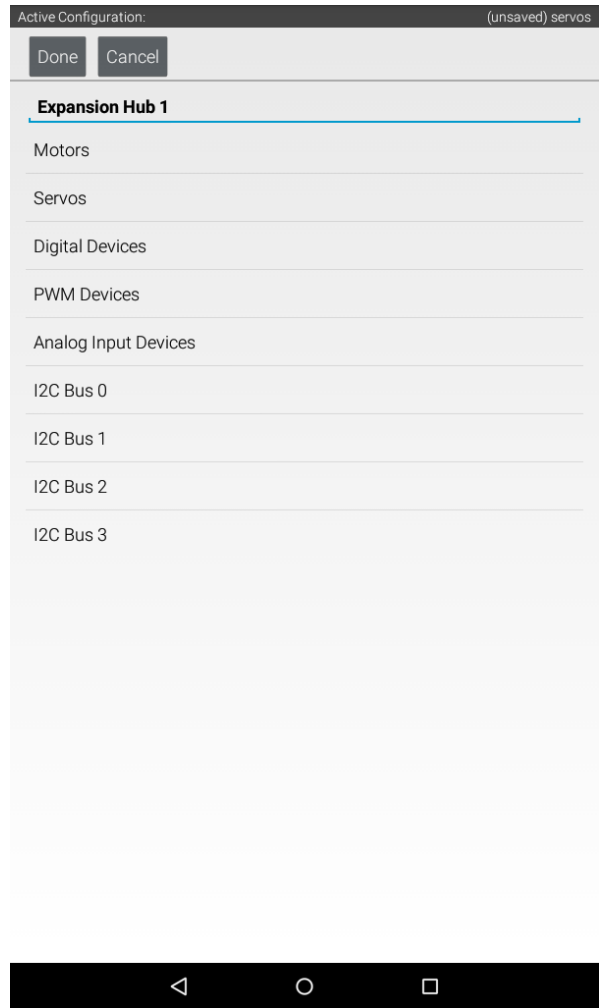 Active Configuration: (unsaved) servos
Done Cancel
Expansion Hub 1
Motors
Servos
Digital Devices
PWM Devices
Analog Input Devices
I2C Bus 0
I2C Bus 1
I2C Bus 2
I2C Bus 3